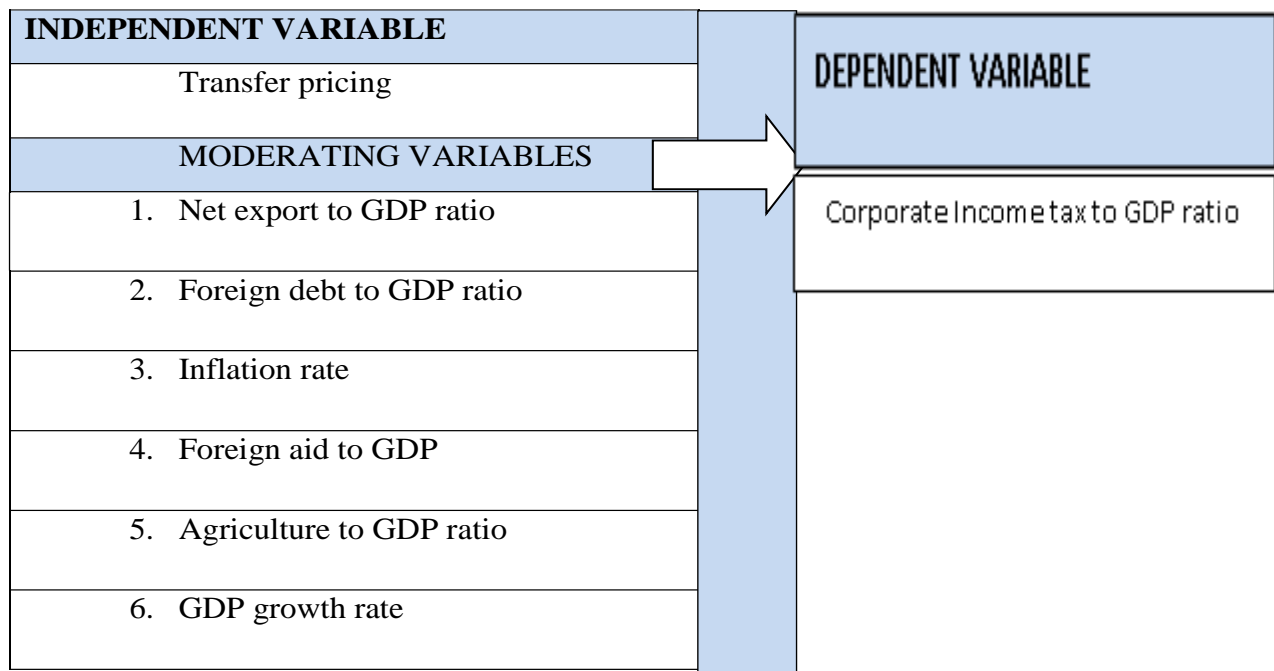 INDEPENDENT VARIABLE
Transfer pricing
MODERATING VARIABLES
1. Net export to GDP ratio
2. Foreign debt to GDP ratio
3. Inflation rate
4. Foreign aid to GDP
5. Agriculture to GDP ratio
6. GDP growth rate
DEPENDENT VARIABLE
Corporate Income tax to GDP ratio